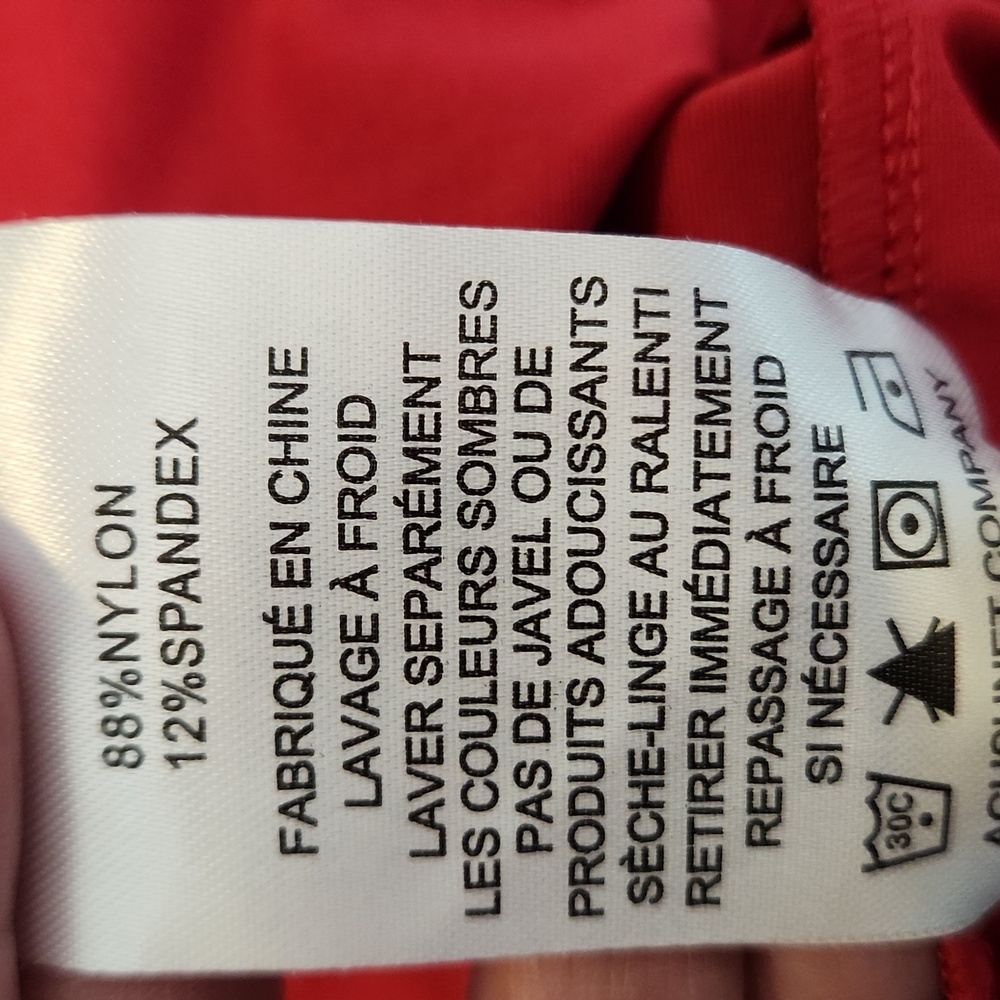 88%NYLON
12%SPANDEX
FABRIQUÉ EN CHINE
LAVAGE À FROID
LAVER SEPARÉMENT
LES COULEURS SOMBRES
PAS DE JAVEL OU DE
PRODUITS ADOUCISSANTS
SÈCHE-LINGE AU RALENTI
RETIRER IMMÉDIATEMENT
REPASSAGE À FROID
SI NÉCESSAIRE
30C
COMPANY